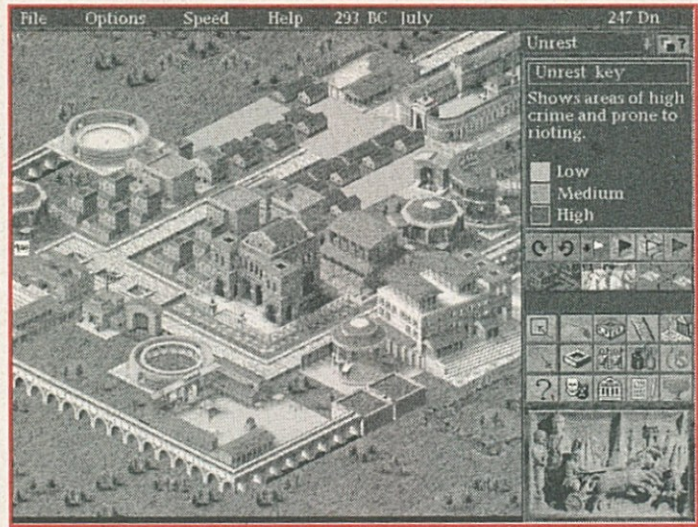 File Options Speed Help 293 BC July 247 Dn
Unrest ?
Unrest key
Shows areas of high
crime and prone to
rioting.
Low
Medium
High
?